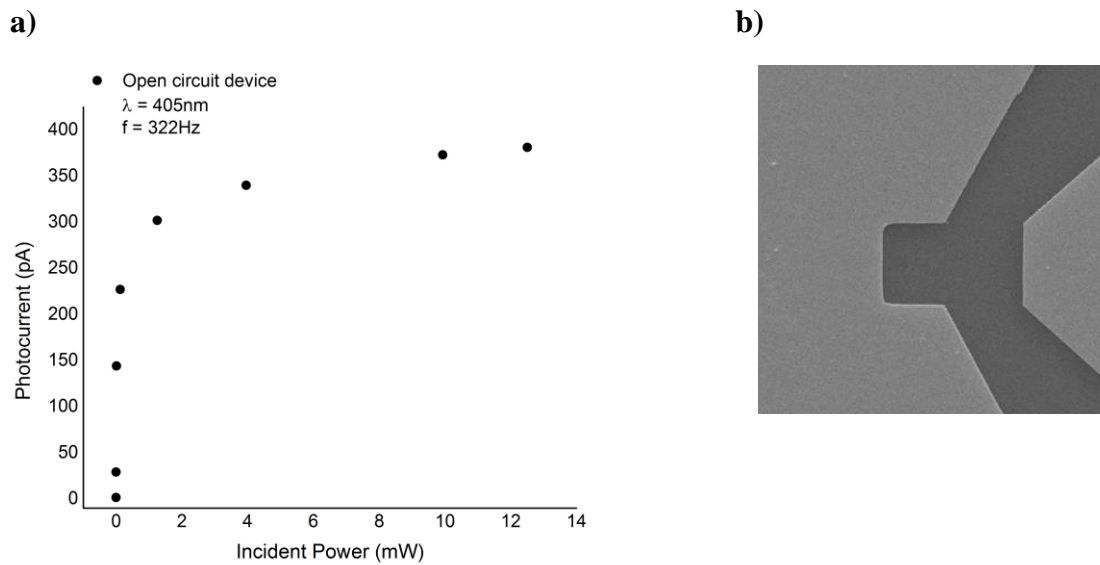 a)
b)
Open circuit device
λ = 405nm
f = 322Hz
400
350
300
250
200
150
100
50
0
Photocurrent (pA)
0 2 4 6 8 10 12 14
Incident Power (mW)